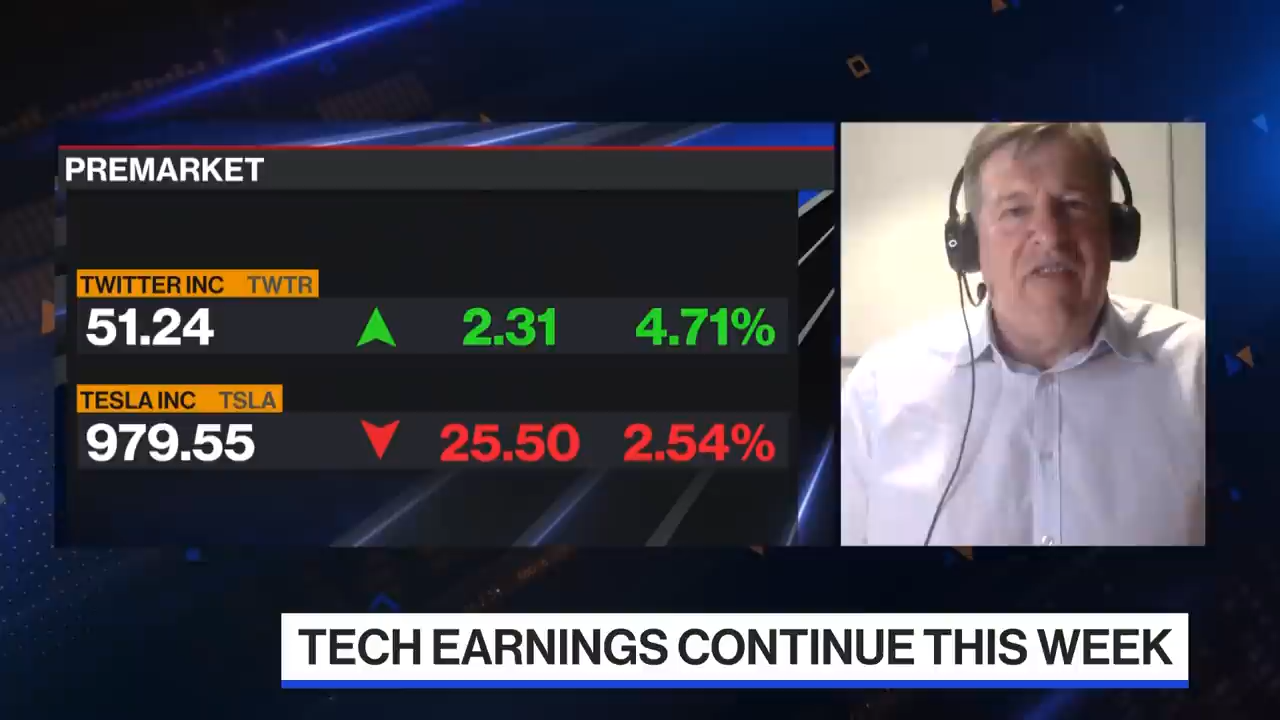 PREMARKET
TWITTER INC TWTR
51.24 2.31 4.71%
TESLA INC TSLA
979.55 25.50 2.54%
TECH EARNINGS CONTINUE THIS WEEK